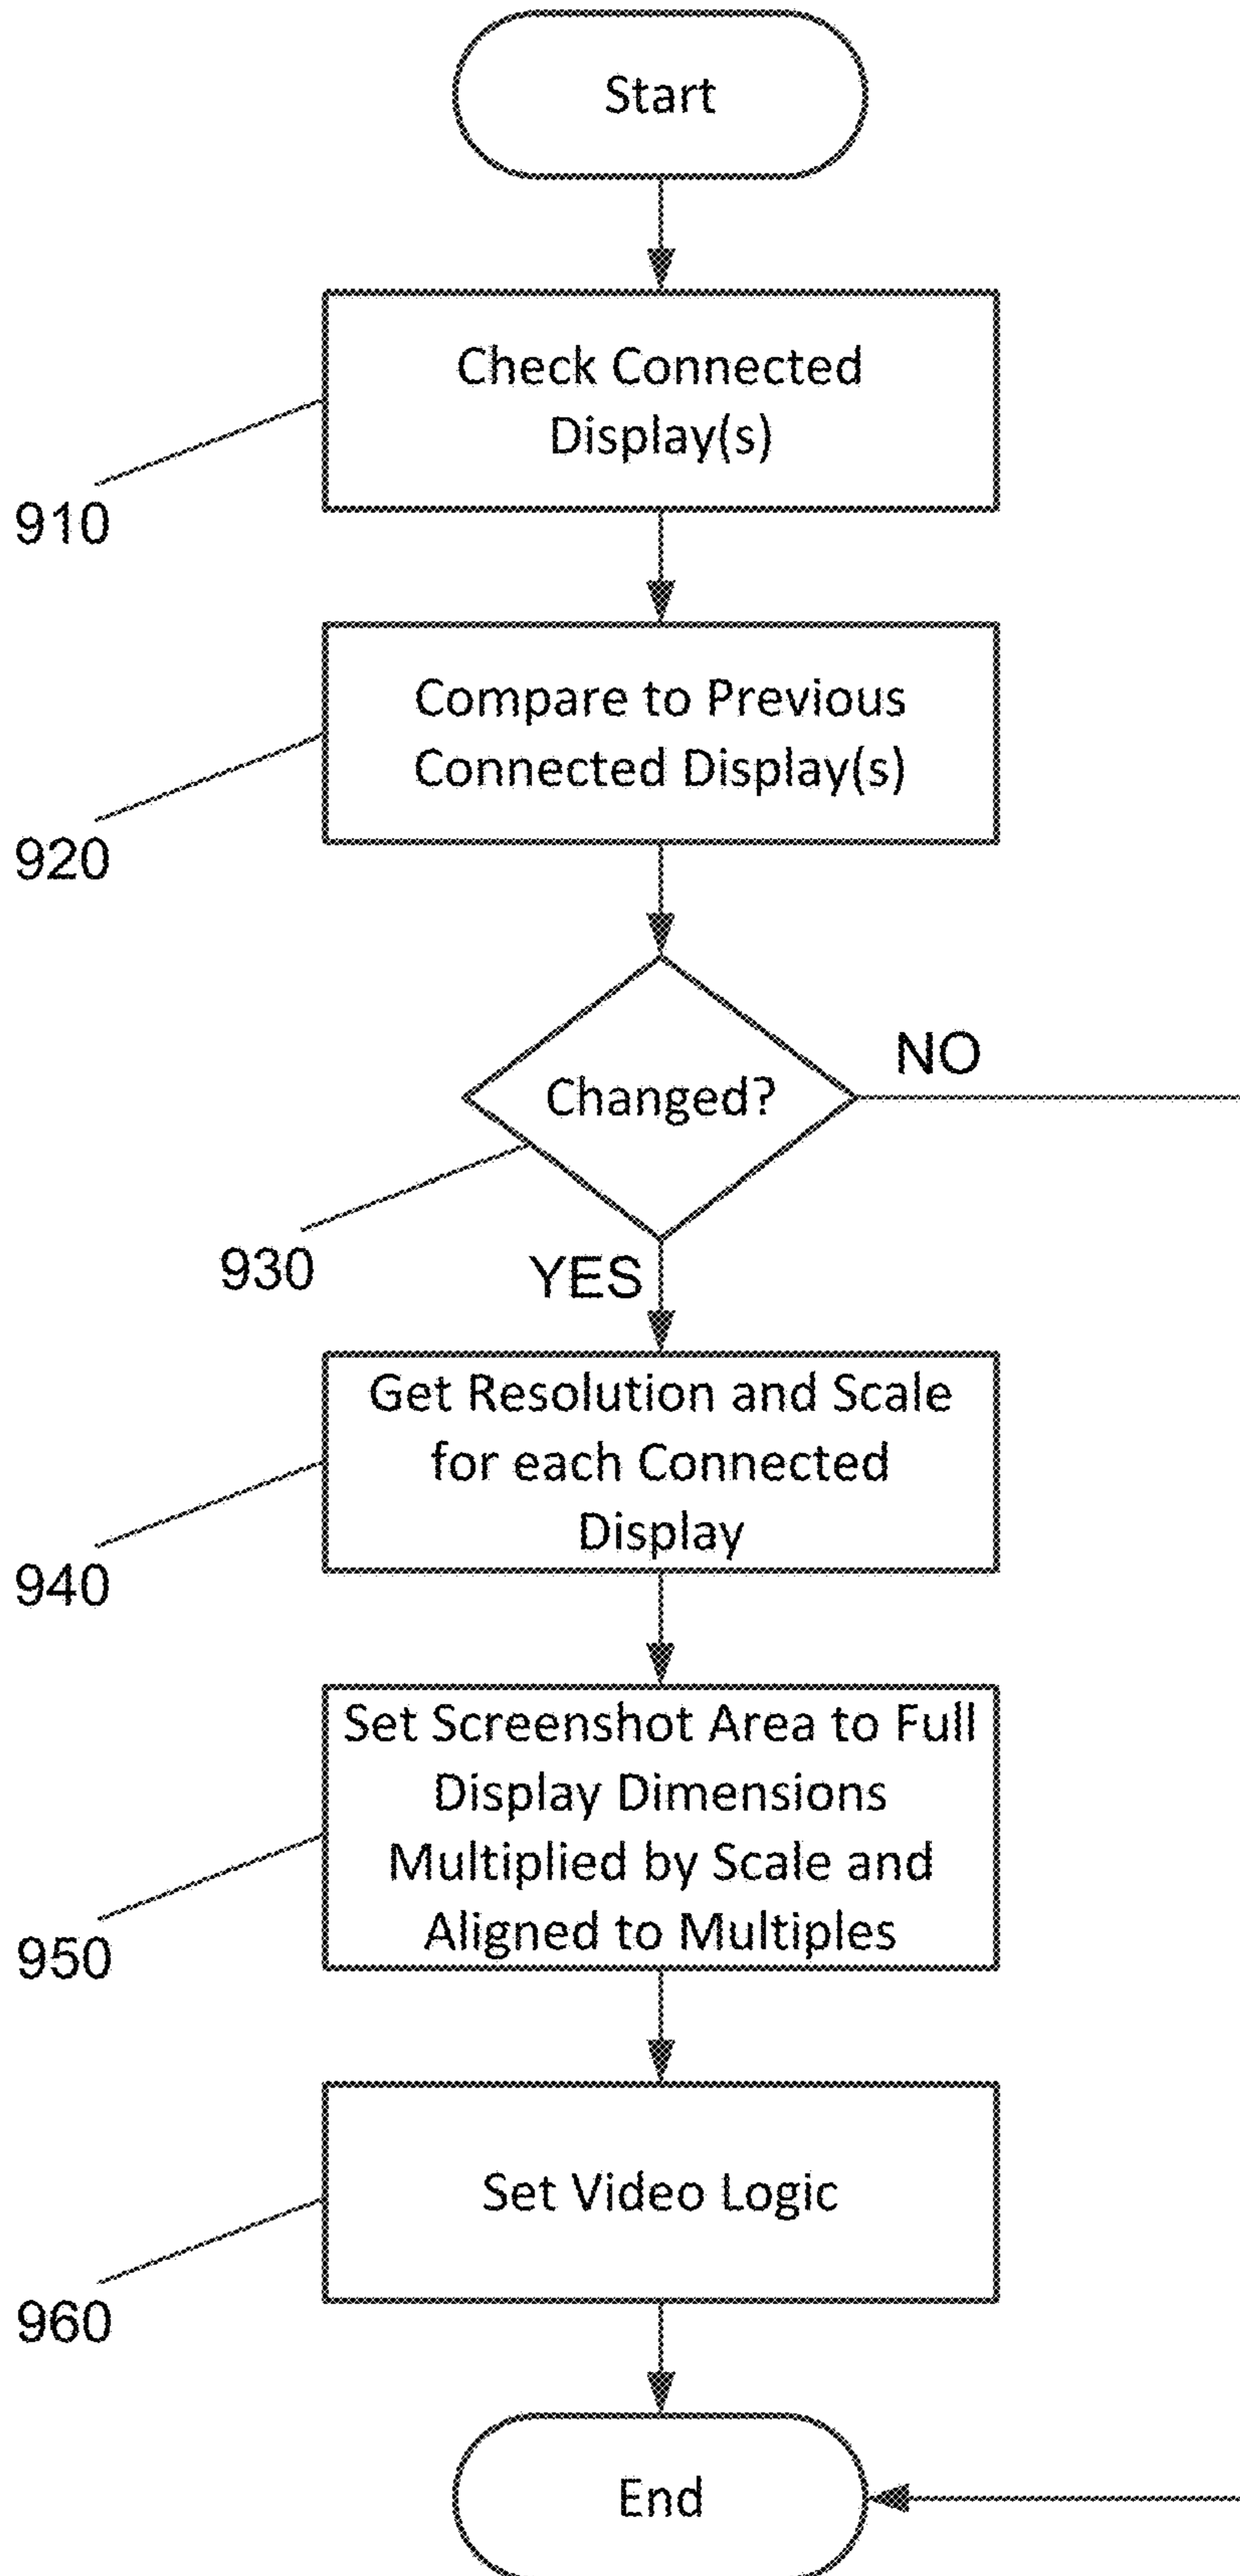 Start
Check Connected
Display(s)
910
Compare to Previous
Connected Display(s)
920
NO
Changed?
930
YES
Get Resolution and Scale
for each Connected
Display
940
Set Screenshot Area to Full
Display Dimensions
Multiplied by Scale and
Aligned to Multiples
950
Set Video Logic
960
End